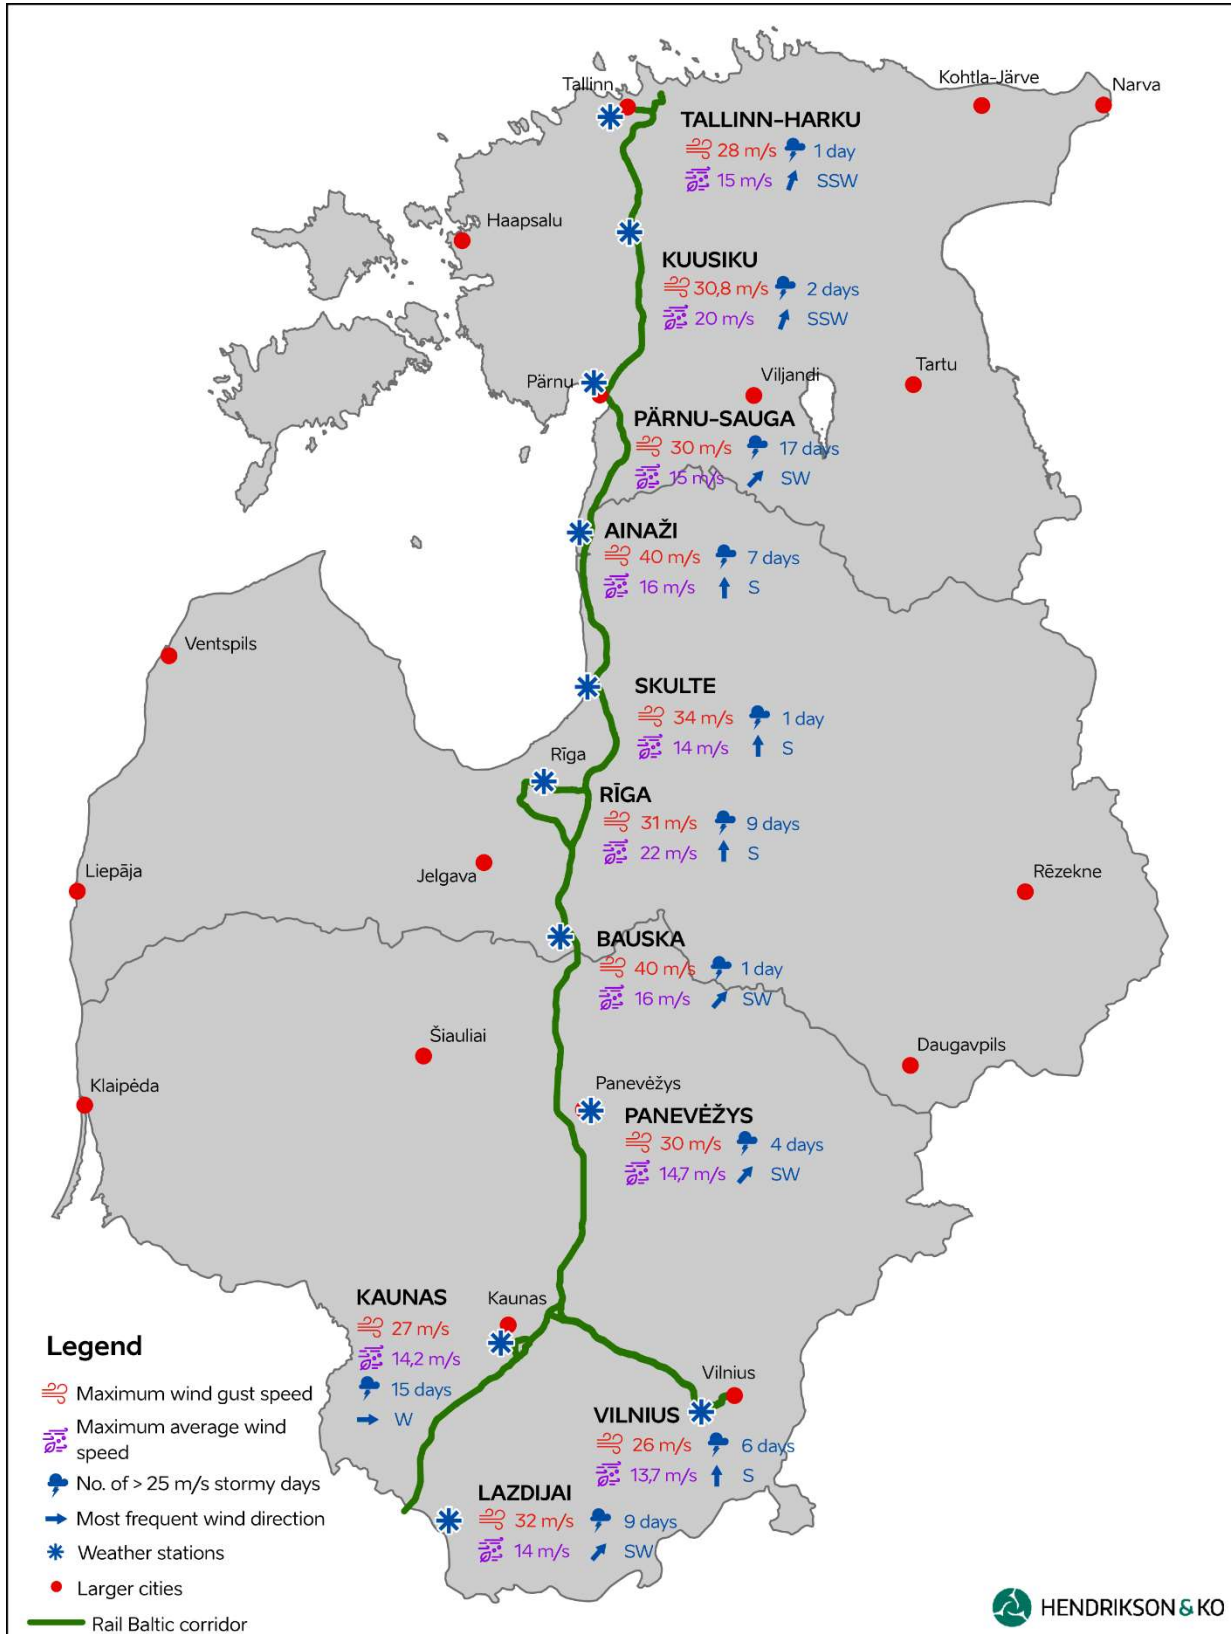 Tallinn
Kohtla-Järve
Narva
TALLINN-HARKU
28 m/s 1 day
15 m/s SSW
Haapsalu
KUUSIKU
30,8 m/s 2 days
20 m/s SSW
Pärnu
Viljandi
Tartu
PÄRNU-SAUGA
30 m/s 17 days
15 m/s SW
AINAŽI
40 m/s 7 days
16 m/s S
Ventspils
SKULTE
34 m/s 1 day
14 m/s S
Rīga
RĪGA
31 m/s 9 days
22 m/s S
Liepāja
Jelgava
Rēzekne
BAUSKA
40 m/s 1 day
16 m/s SW
Šiauliai
Daugavpils
Klaipėda
Panevėžys
PANEVĖŽYS
30 m/s 4 days
14,7 m/s SW
KAUNAS
Kaunas
27 m/s
14,2 m/s
15 days
W
Vilnius
VILNIUS
26 m/s 6 days
13,7 m/s S
LAZDIJAI
32 m/s 9 days
14 m/s SW
Legend
Maximum wind gust speed
Maximum average wind
speed
No. of > 25 m/s stormy days
Most frequent wind direction
Weather stations
Larger cities
Rail Baltic corridor
HENDRIKSON & KO